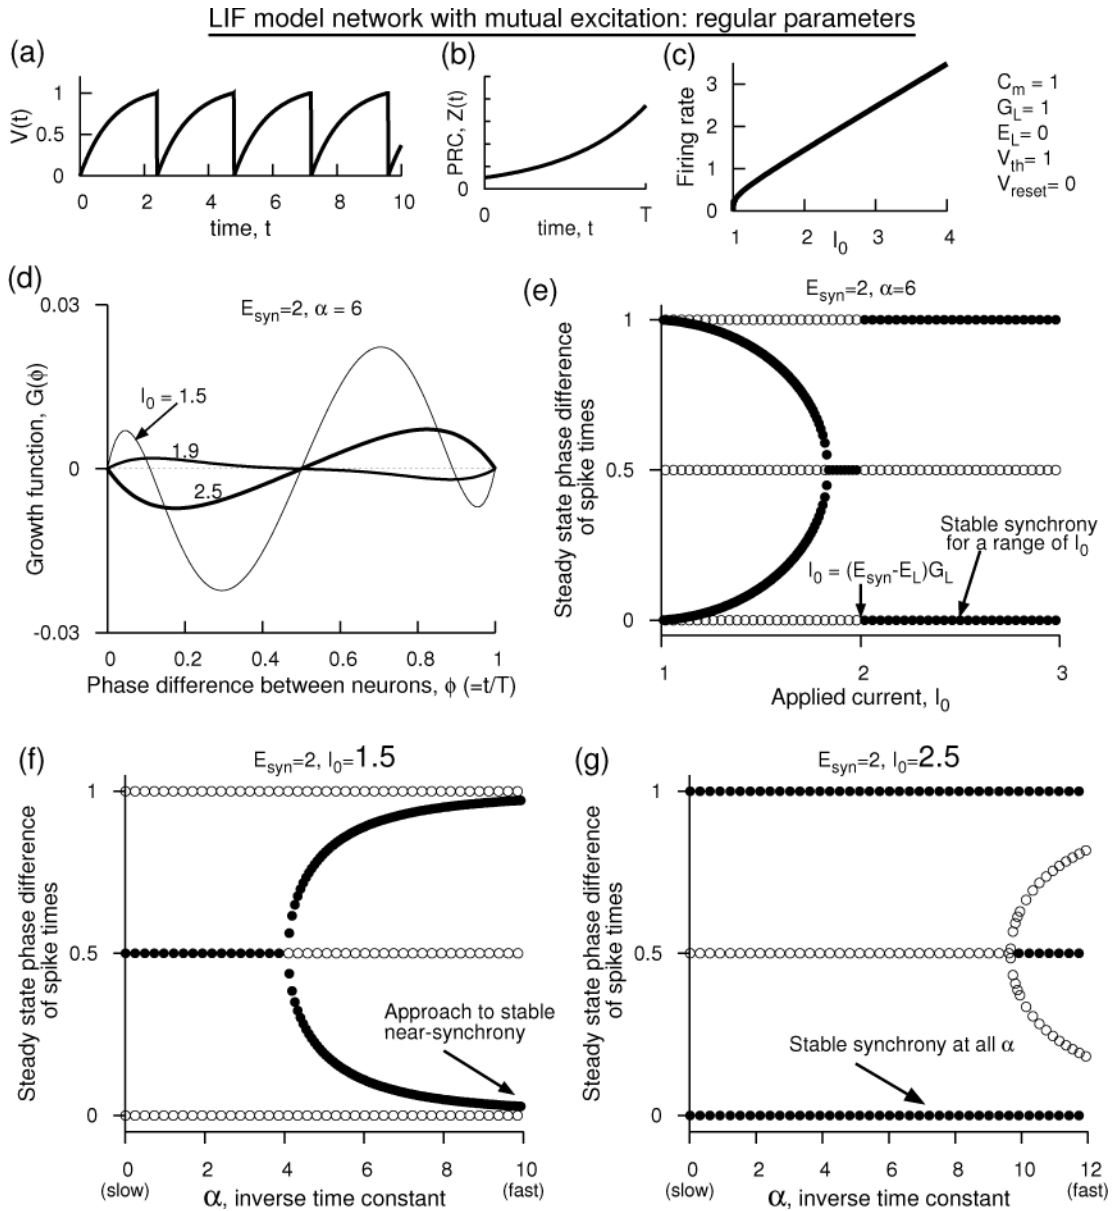 LIF model network with mutual excitation: regular parameters
(a)
V(t)
1
0.5
0
0 2 4 6 8 10
time, t
(b)
PRC, Z(t)
0
0 T
time, t
(c)
Firing rate
3
2
1
0
1 2 3 4
I0
Cm = 1
GL= 1
EL= 0
Vth= 1
Vreset= 0
(d)
Esyn=2, α = 6
Growth function, G(ϕ)
0.03
0
-0.03
I0 = 1.5
1.9
2.5
0 0.2 0.4 0.6 0.8 1
Phase difference between neurons, ϕ (=t/T)
(e)
Esyn=2, α=6
Steady state phase difference
of spike times
1
0.5
0
Stable synchrony
for a range of I0
I0 = (Esyn-EL)GL
1 2 3
Applied current, I0
(f)
Esyn=2, I0=1.5
Steady state phase difference
of spike times
1
0.5
0
Approach to stable
near-synchrony
0 2 4 6 8 10
(slow) (fast)
α, inverse time constant
(g)
Esyn=2, I0=2.5
Steady state phase difference
of spike times
1
0.5
0
Stable synchrony at all α
0 2 4 6 8 10 12
(slow) (fast)
α, inverse time constant